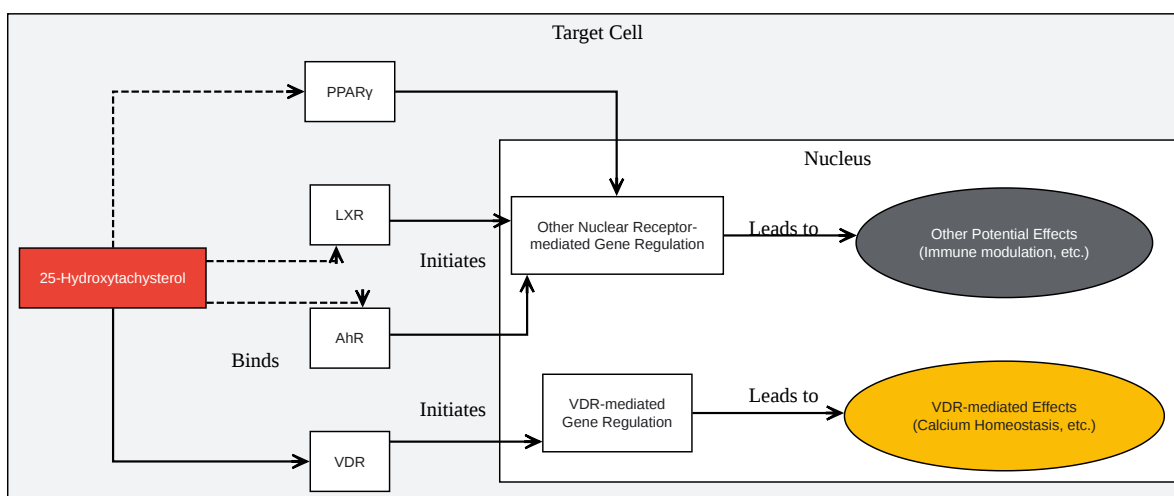 Target Cell
PPARγ
Nucleus
LXR
Other Nuclear Receptor-
mediated Gene Regulation
Leads to
Other Potential Effects
(Immune modulation, etc.)
25-Hydroxytachysterol
Initiates
AhR
Binds
Initiates
VDR-mediated
Gene Regulation
Leads to
VDR-mediated Effects
(Calcium Homeostasis, etc.)
VDR